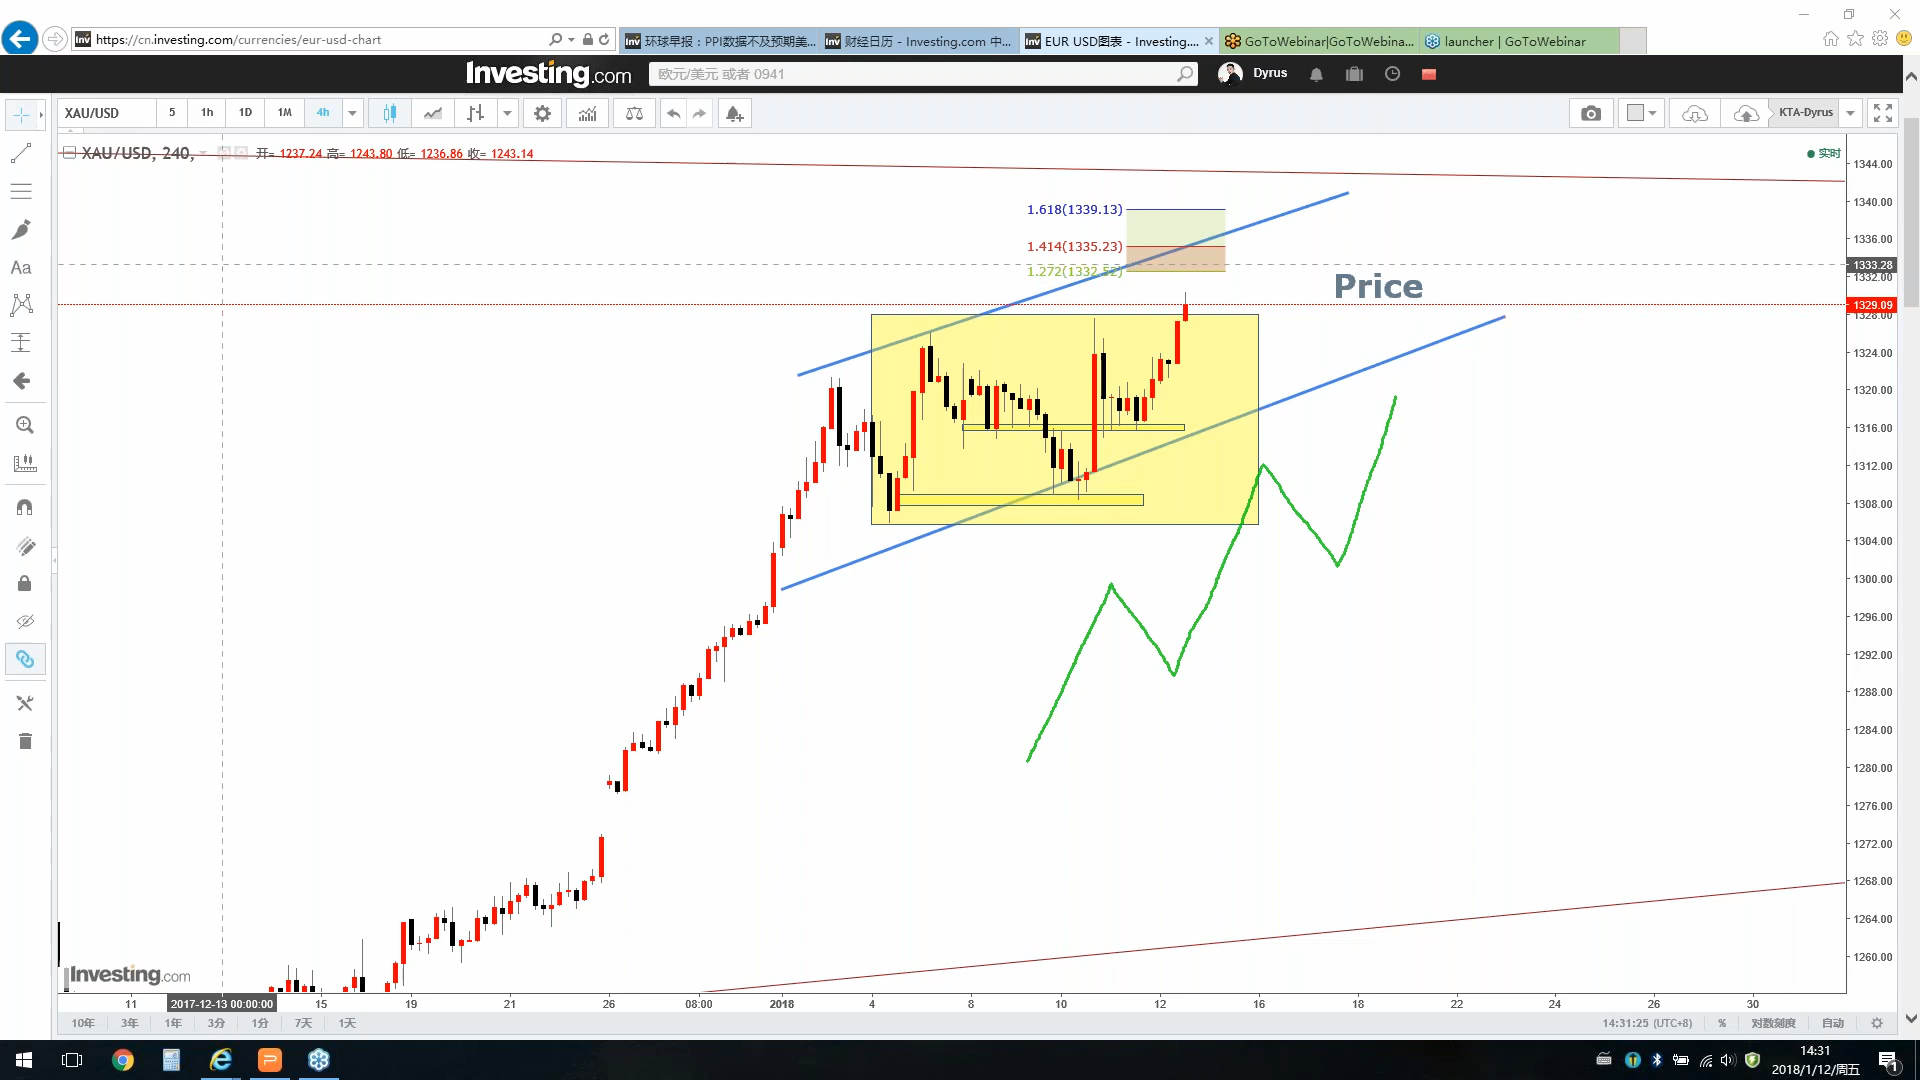 https://cn.investing.com/currencies/eur-usd-chart
环球早报：PPI数据不及预期美...
财经日历 - Investing.com 中...
EUR USD图表 - Investing....
GoToWebinar|GoToWebina...
launcher | GoToWebinar
Investing.com
欧元/美元 或者 0941
Dyrus
XAU/USD 5 1h 1D 1M 4h
KTA-Dyrus
XAU/USD, 240, 开= 1237.24 高= 1243.80 低= 1236.86 收= 1243.14
实时
Aa
1.618(1339.13)
1.414(1335.23)
1.272(1332.52)
Price
1344.00
1340.00
1336.00
1333.28
1332.00
1329.09
1328.00
1324.00
1320.00
1316.00
1312.00
1308.00
1304.00
1300.00
1296.00
1292.00
1288.00
1284.00
1280.00
1276.00
1272.00
1268.00
1264.00
1260.00
Investing.com
11 2017-12-13 00:00:00 15 19 21 26 08:00 2018 4 8 10 12 16 18 22 24 26 30
10年 3年 1年 3分 1分 7天 1天
14:31:25 (UTC+8) % 对数刻度 自动
14:31
2018/1/12/周五
1